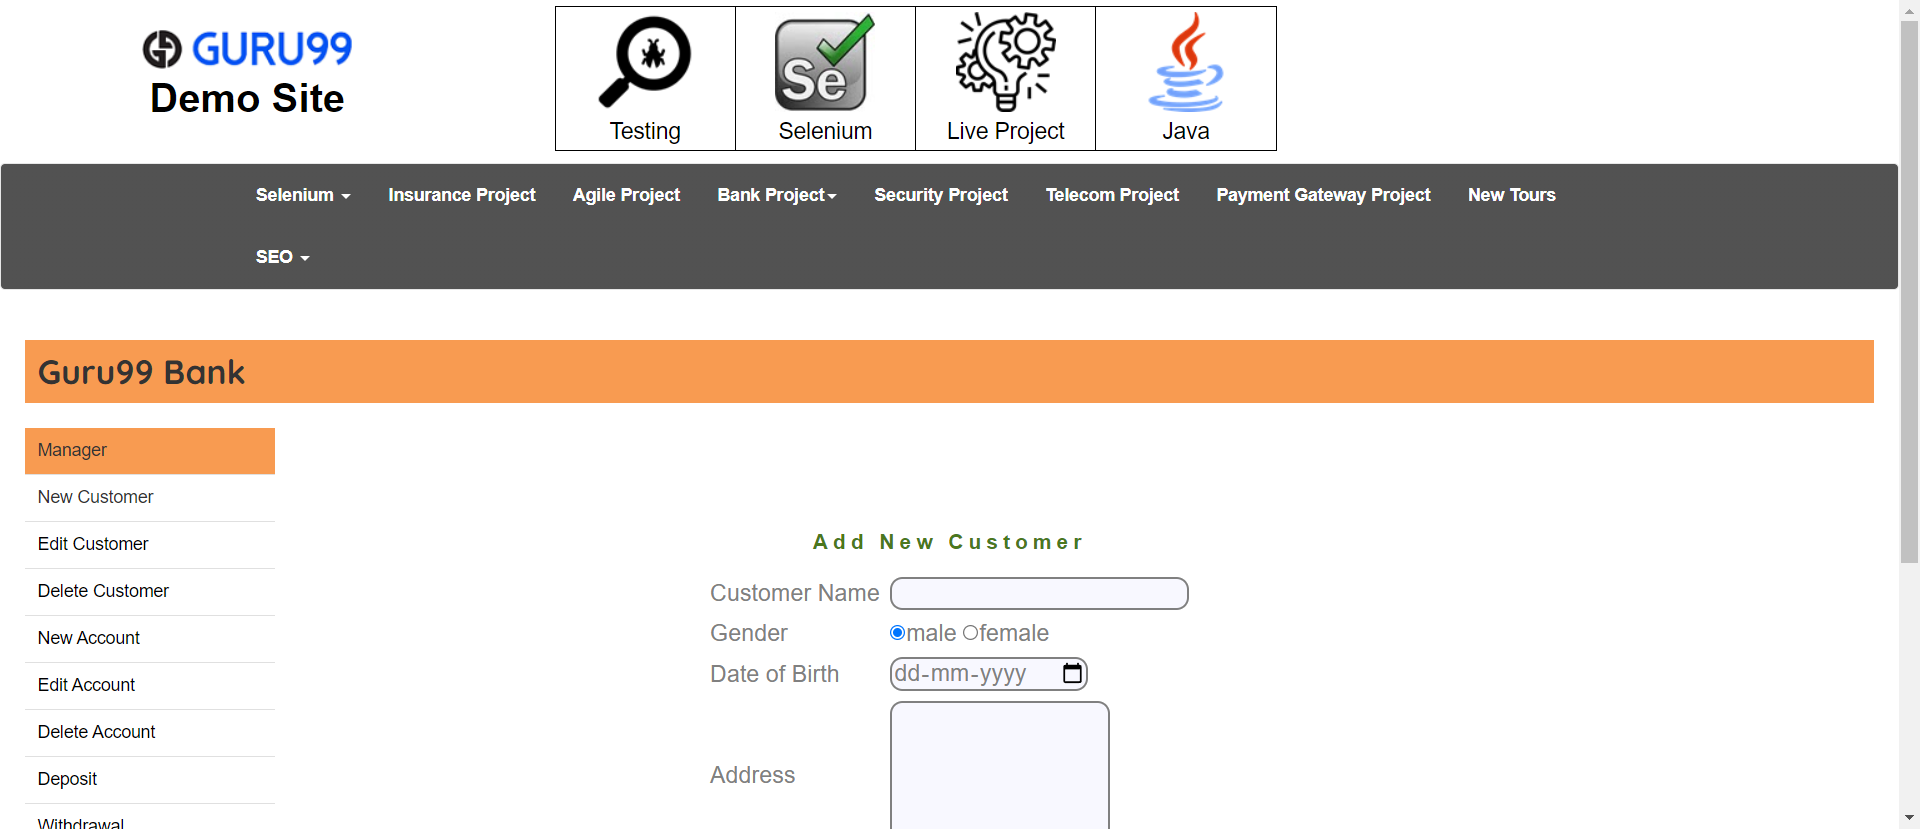 GURU99
Demo Site
Se
Testing
Selenium
Live Project
Java
Selenium
Insurance Project
Agile Project
Bank Project
Security Project
Telecom Project
Payment Gateway Project
New Tours
SEO
Guru99 Bank
Manager
New Customer
Edit Customer
Delete Customer
New Account
Edit Account
Delete Account
Deposit
Withdrawal
Add New Customer
Customer Name
Gender male female
Date of Birth dd-mm-yyyy
Address